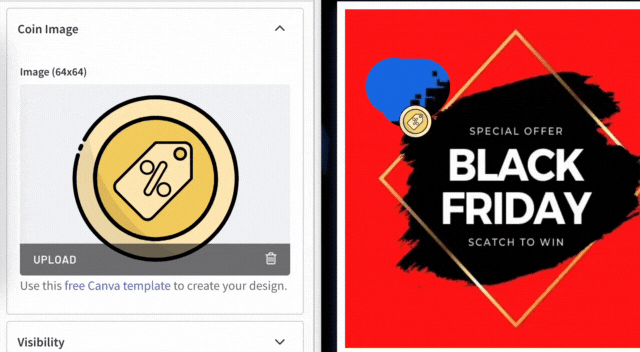 Coin Image
Image (64x64)
UPLOAD
Use this free Canva template to create your design.
Visibility
SPECIAL OFFER
BLACK
FRIDAY
SCATCH TO WIN